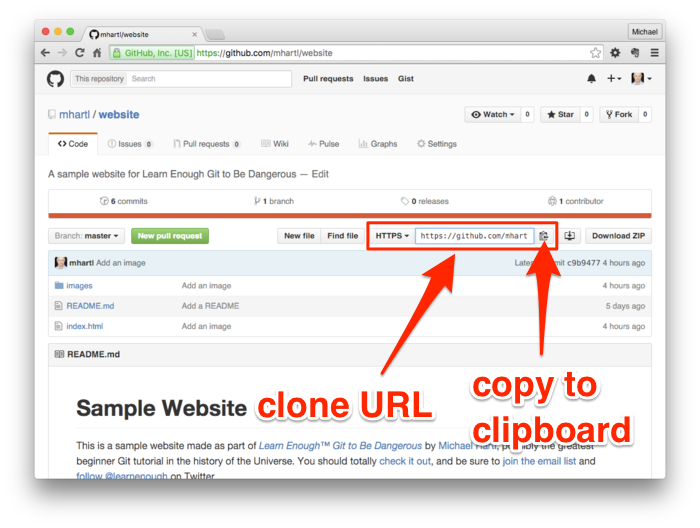 mhartl/website
Michael
GitHub, Inc. [US] https://github.com/mhartl/website
This repository Search Pull requests Issues Gist
mhartl / website Watch 0 Star 0 Fork 0
Code Issues 0 Pull requests 0 Wiki Pulse Graphs Settings
A sample website for Learn Enough Git to Be Dangerous — Edit
6 commits 1 branch 0 releases 1 contributor
Branch: master New pull request New file Find file HTTPS https://github.com/mhart Download ZIP
mhartl Add an image c9b9477 4 hours ago
images Add an image 4 hours ago
README.md Add a README 5 days ago
index.html Add an image 4 hours ago
README.md
clone URL
copy to
clipboard
Sample Website
This is a sample website made as part of Learn Enough™ Git to Be Dangerous by Michael the greatest
beginner Git tutorial in the history of the Universe. You should totally check it out, and be sure to join the email list and
follow @learnenough on Twitter.